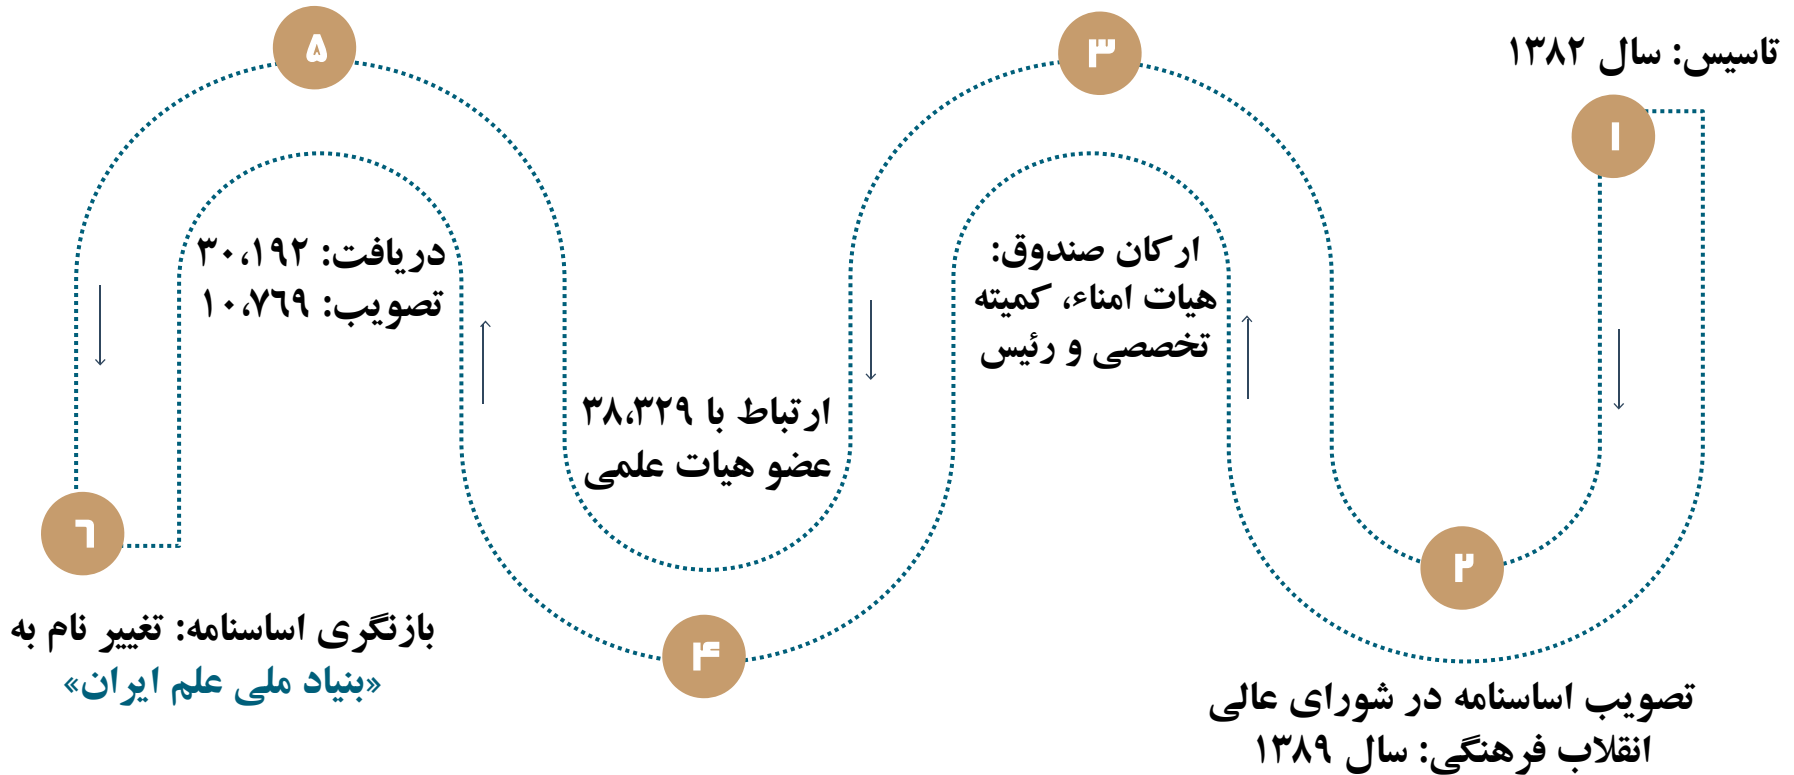 تاسیس: سال ۱۳۸۲
۱
۲
تصویب اساسنامه در شورای عالی
انقلاب فرهنگی: سال ۱۳۸۹
۳
ارکان صندوق:
هیات امناء، کمیته
تخصصی و رئیس
۴
ارتباط با ۳۸،۳۲۹
عضو هیات علمی
۵
دریافت: ۳۰،۱۹۲
تصویب: ۱۰،۷۶۹
۶
بازنگری اساسنامه: تغییر نام به
«بنیاد ملی علم ایران»